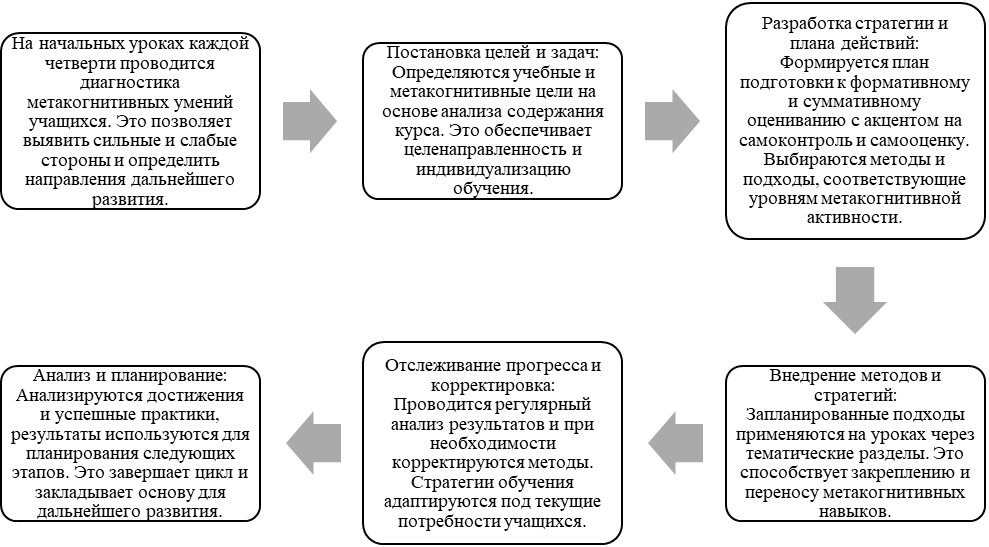 На начальных уроках каждой
четверти проводится
диагностика
метакогнитивных умений
учащихся. Это позволяет
выявить сильные и слабые
стороны и определить
направления дальнейшего
развития.
Постановка целей и задач:
Определяются учебные и
метакогнитивные цели на
основе анализа содержания
курса. Это обеспечивает
целенаправленность и
индивидуализацию
обучения.
Разработка стратегии и
плана действий:
Формируется план
подготовки к формативному
и суммативному
оцениванию с акцентом на
самоконтроль и самооценку.
Выбираются методы и
подходы, соответствующие
уровням метакогнитивной
активности.
Внедрение методов и
стратегий:
Запланированные подходы
применяются на уроках через
тематические разделы. Это
способствует закреплению и
переносу метакогнитивных
навыков.
Отслеживание прогресса и
корректировка:
Проводится регулярный
анализ результатов и при
необходимости
корректируются методы.
Стратегии обучения
адаптируются под текущие
потребности учащихся.
Анализ и планирование:
Анализируются достижения
и успешные практики,
результаты используются для
планирования следующих
этапов. Это завершает цикл и
закладывает основу для
дальнейшего развития.